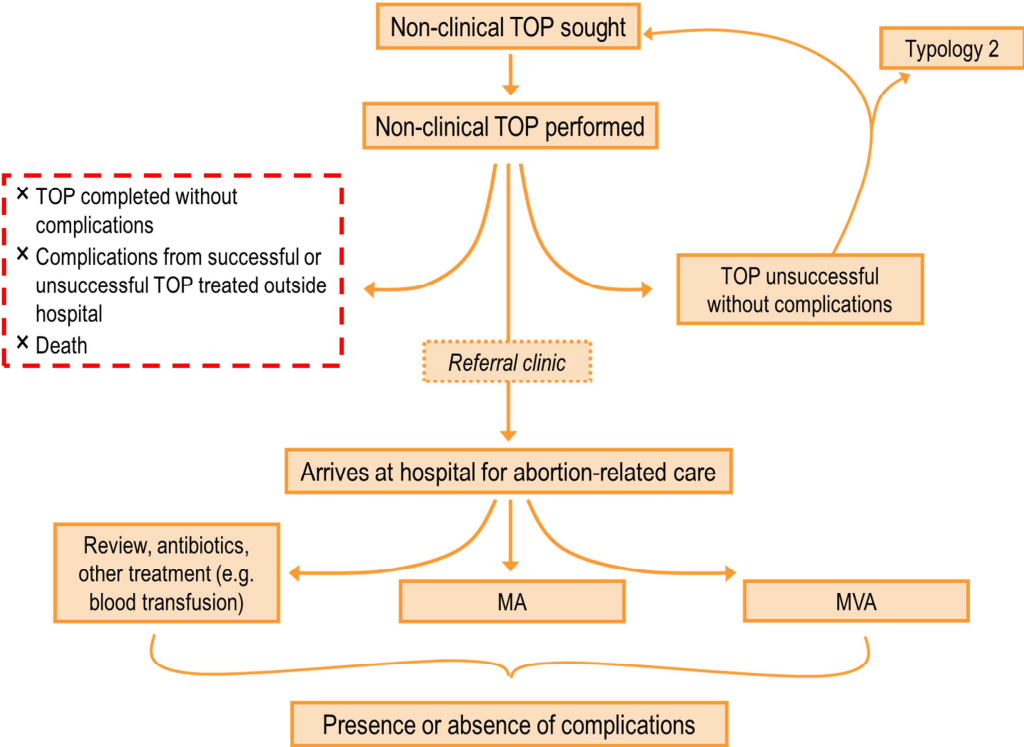 Non-clinical TOP sought
Typology 2
Non-clinical TOP performed
× TOP completed without
complications
× Complications from successful or
unsuccessful TOP treated outside
hospital
× Death
TOP unsuccessful
without complications
Referral clinic
Arrives at hospital for abortion-related care
Review, antibiotics,
other treatment (e.g.
blood transfusion)
MA
MVA
Presence or absence of complications